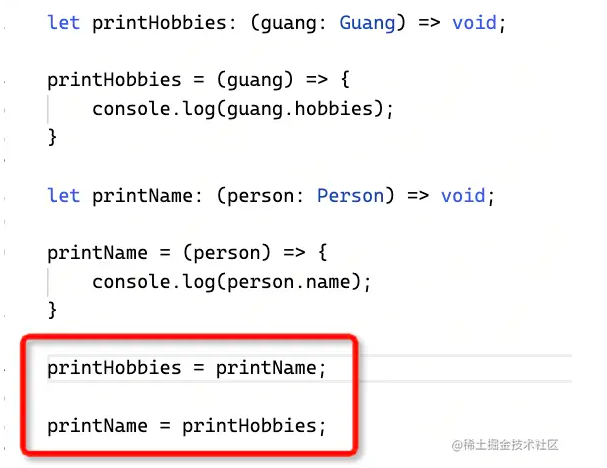 let printHobbies: (guang: Guang) => void;
printHobbies = (guang) => {
    console.log(guang.hobbies);
}
let printName: (person: Person) => void;
printName = (person) => {
    console.log(person.name);
}
printHobbies = printName;
printName = printHobbies;
@稀土掘金技术社区